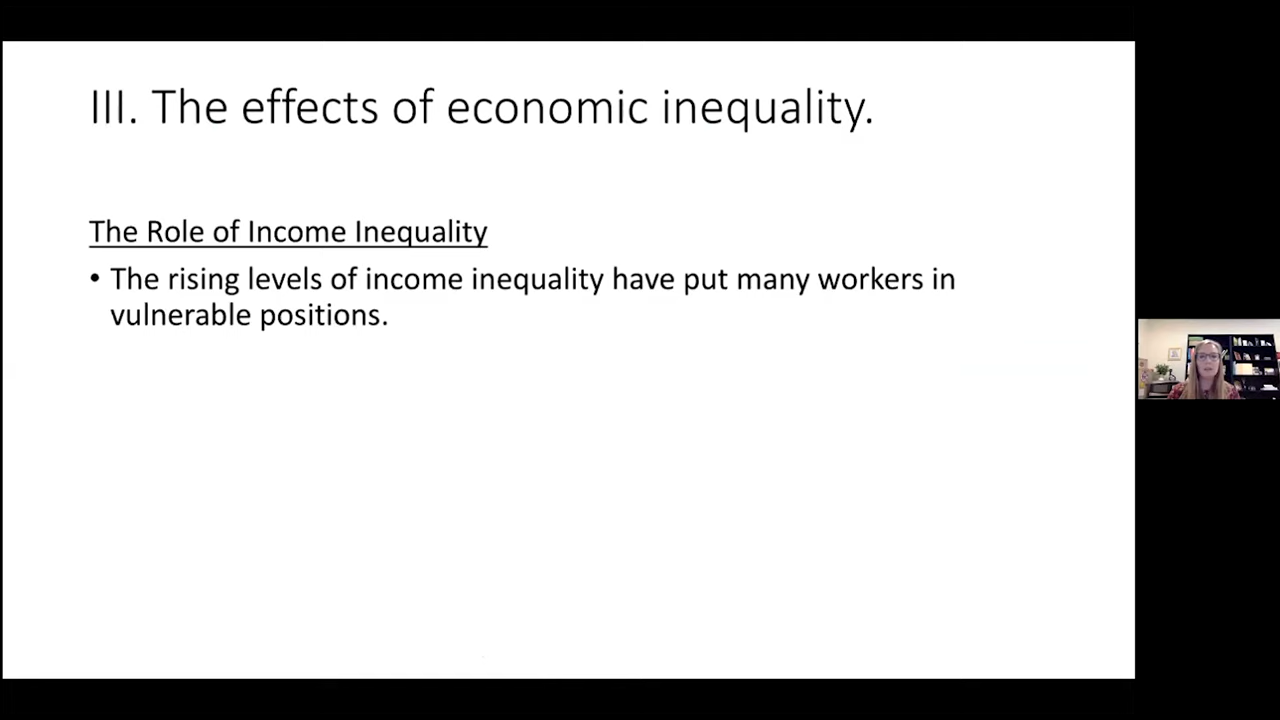 III. The effects of economic inequality.
The Role of Income Inequality
• The rising levels of income inequality have put many workers in
vulnerable positions.